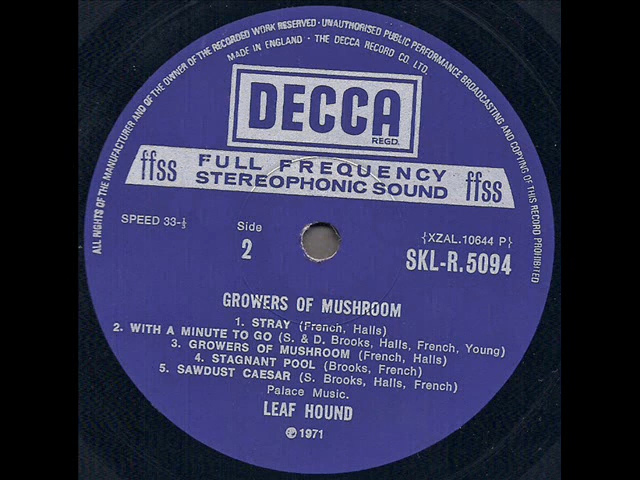 ALL RIGHTS OF THE MANUFACTURER AND OF THE OWNER OF THE RECORDED WORK RESERVED · UNAUTHORISED PUBLIC PERFORMANCE BROADCASTING AND COPYING OF THIS RECORD PROHIBITED
MADE IN ENGLAND · THE DECCA RECORD CO. LTD.
DECCA
REGD.
ffss FULL FREQUENCY STEREOPHONIC SOUND ffss
SPEED 33-⅓
Side
2
{XZAL.10644 P}
SKL-R.5094
GROWERS OF MUSHROOM
1. STRAY (French, Halls)
2. WITH A MINUTE TO GO (S. & D. Brooks, Halls, French, Young)
3. GROWERS OF MUSHROOM (French, Halls)
4. STAGNANT POOL (Brooks, French)
5. SAWDUST CAESAR (S. Brooks, Halls, French)
Palace Music.
LEAF HOUND
℗ 1971